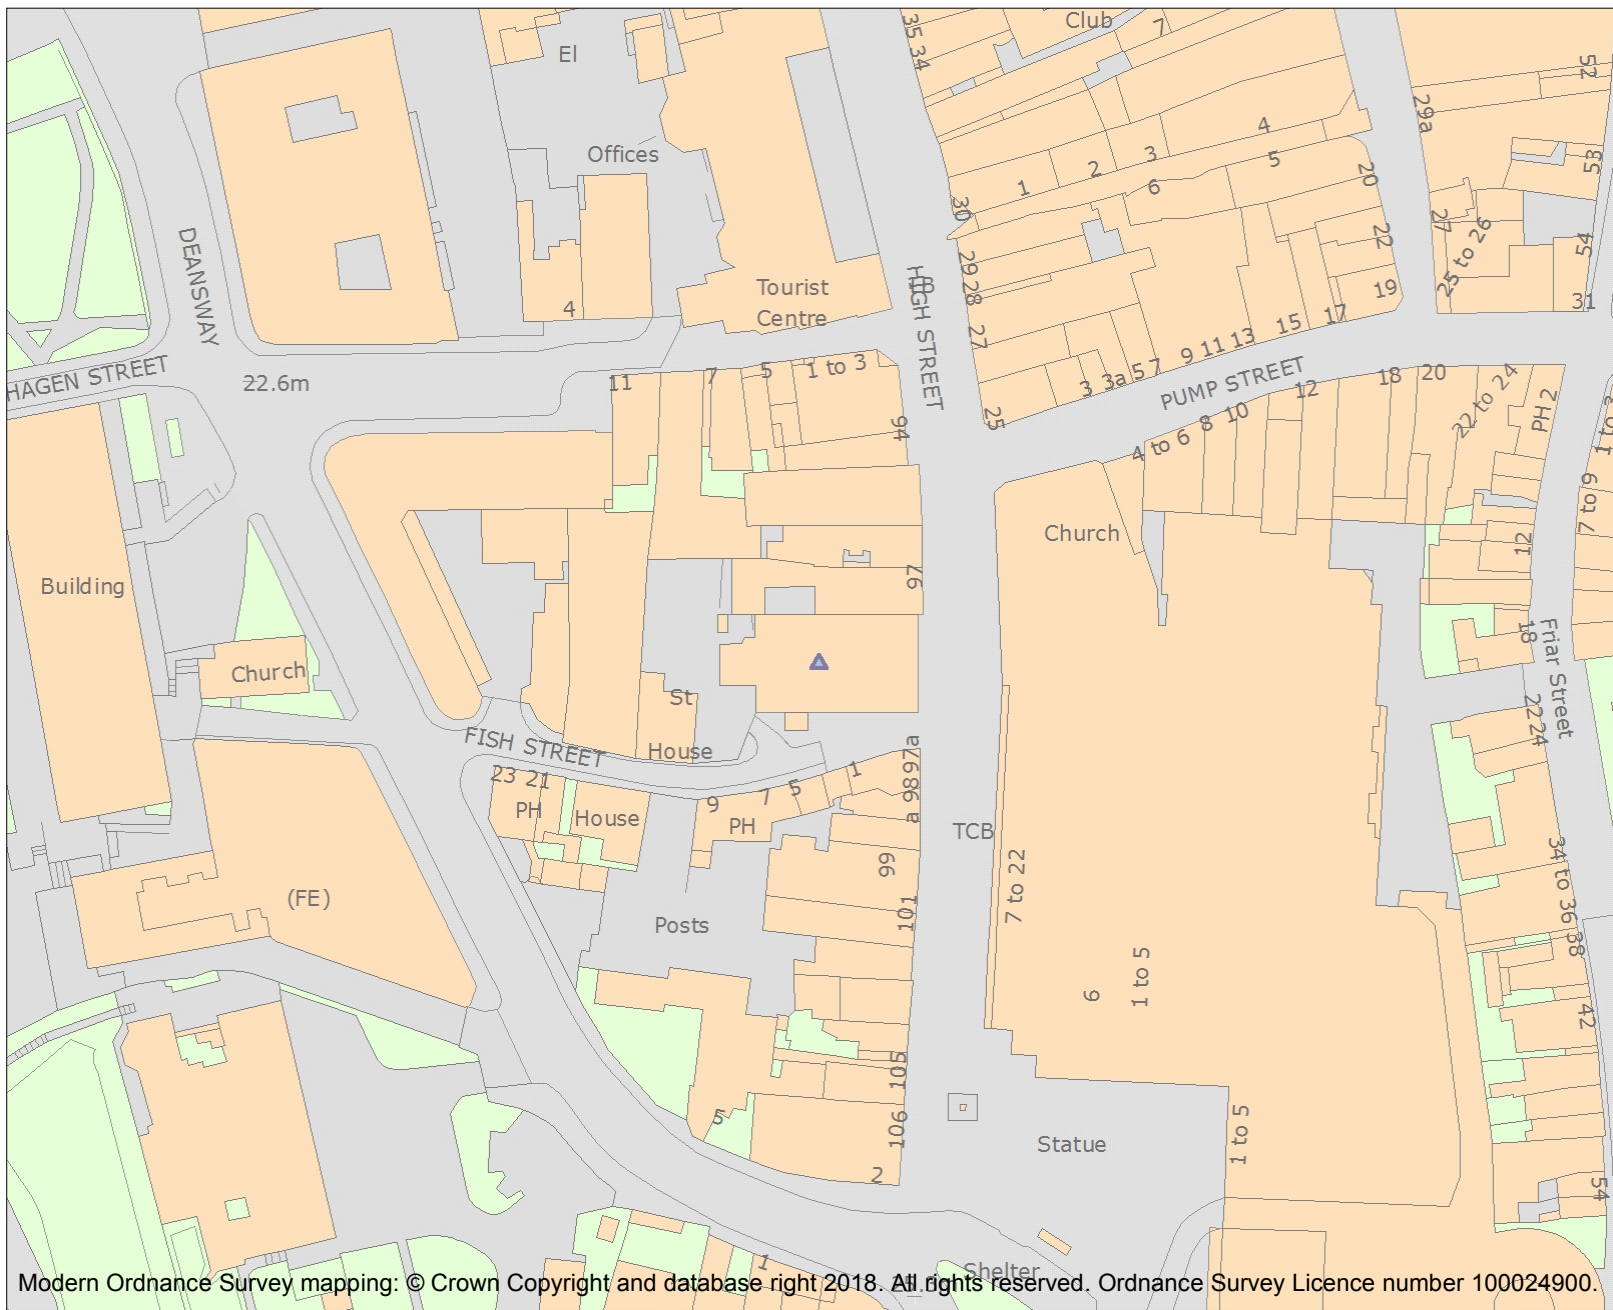 35 34
Club
7
El
52
29a
Offices
4
3
5
53
2
6
20
1
30
27
22
25 to 26
54
DEANSWAY
29 28
HIGH STREET
Tourist
Centre
19
31
4
27
17
15
9 11 13
HAGEN STREET
22.6m
11
7
5
1 to 3
3
3a
5
7
PUMP STREET
18
20
22 to 24
PH 2
12
94
25
4 to 6
8
10
7 to 9
Church
12
Building
97
Church
18
Friar Street
St
22 24
FISH STREET
House
97a
98
a
23
21
1
5
PH
House
9
7
PH
TCB
99
7 to 22
34 to 36
(FE)
101
Posts
38
6
1 to 5
42
105
106
5
Statue
1 to 5
2
54
1
Shelter
Modern Ordnance Survey mapping: © Crown Copyright and database right 2018. All rights reserved. Ordnance Survey Licence number 100024900.